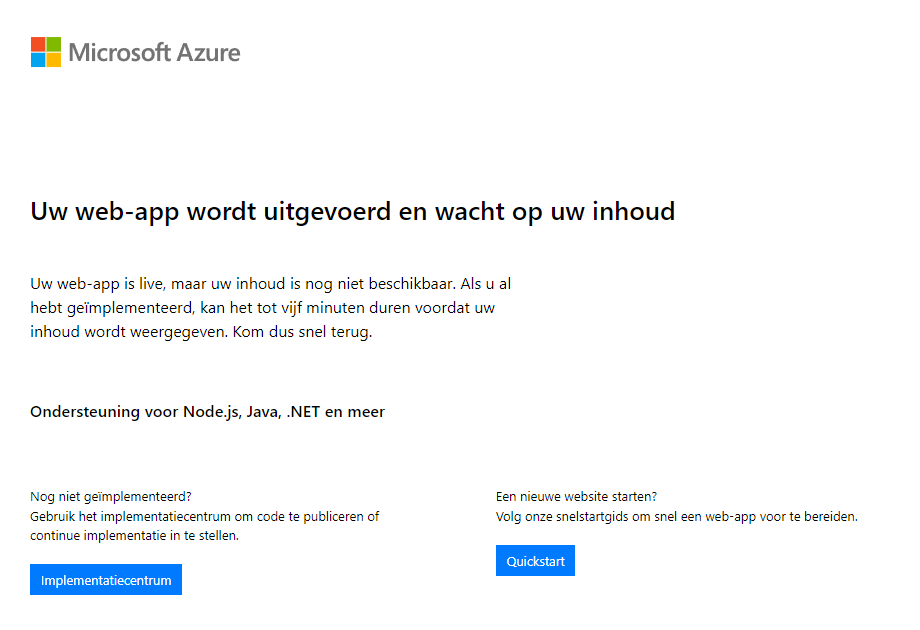 Microsoft Azure
Uw web-app wordt uitgevoerd en wacht op uw inhoud
Uw web-app is live, maar uw inhoud is nog niet beschikbaar. Als u al
hebt geïmplementeerd, kan het tot vijf minuten duren voordat uw
inhoud wordt weergegeven. Kom dus snel terug.
Ondersteuning voor Node.js, Java, .NET en meer
Nog niet geïmplementeerd?
Gebruik het implementatiecentrum om code te publiceren of
continue implementatie in te stellen.
Implementatiecentrum
Een nieuwe website starten?
Volg onze snelstartgids om snel een web-app voor te bereiden.
Quickstart